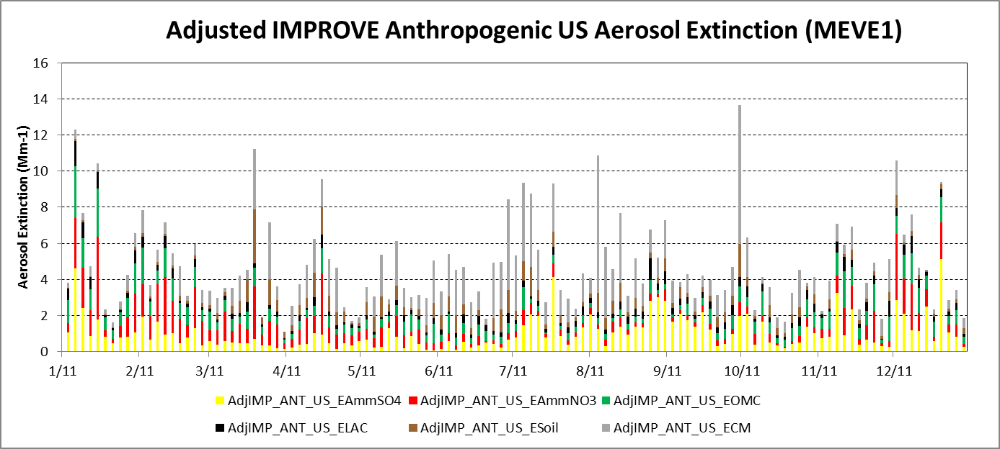 Adjusted IMPROVE Anthropogenic US Aerosol Extinction (MEVE1)
Aerosol Extinction (Mm-1)
16
14
12
10
8
6
4
2
0
1/11 2/11 3/11 4/11 5/11 6/11 7/11 8/11 9/11 10/11 11/11 12/11
AdjIMP_ANT_US_EAmmSO4 AdjIMP_ANT_US_EAmmNO3 AdjIMP_ANT_US_EOMC
AdjIMP_ANT_US_ELAC AdjIMP_ANT_US_ESoil AdjIMP_ANT_US_ECM